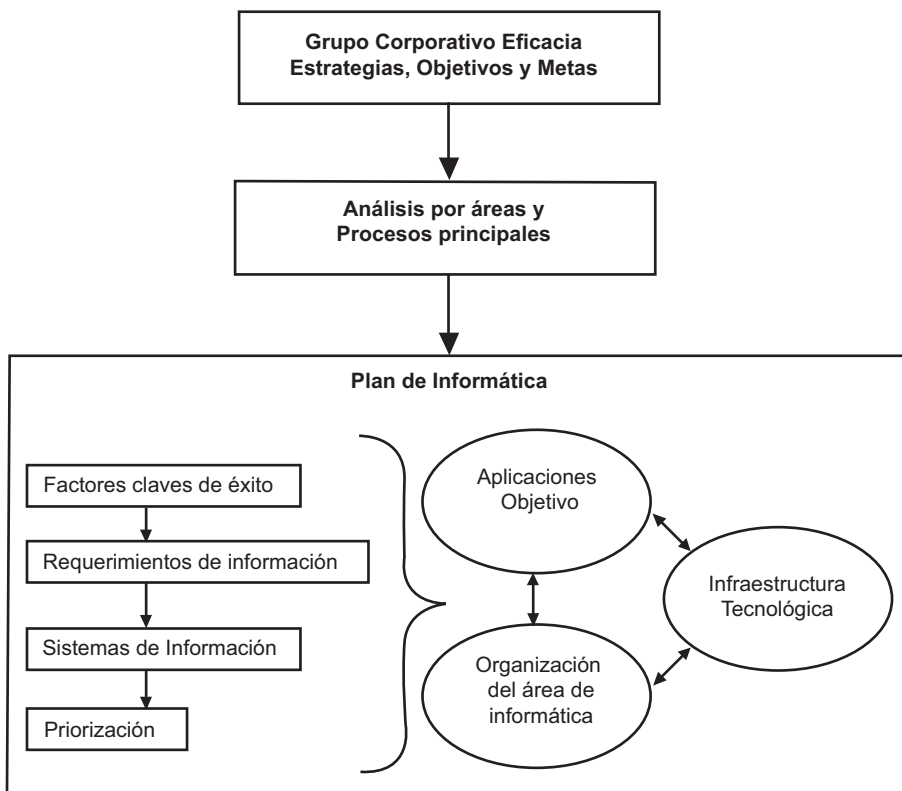 Grupo Corporativo Eficacia
Estrategias, Objetivos y Metas
Análisis por áreas y
Procesos principales
Plan de Informática
Factores claves de éxito
Requerimientos de información
Sistemas de Información
Priorización
Aplicaciones
Objetivo
Organización
del área de
informática
Infraestructura
Tecnológica